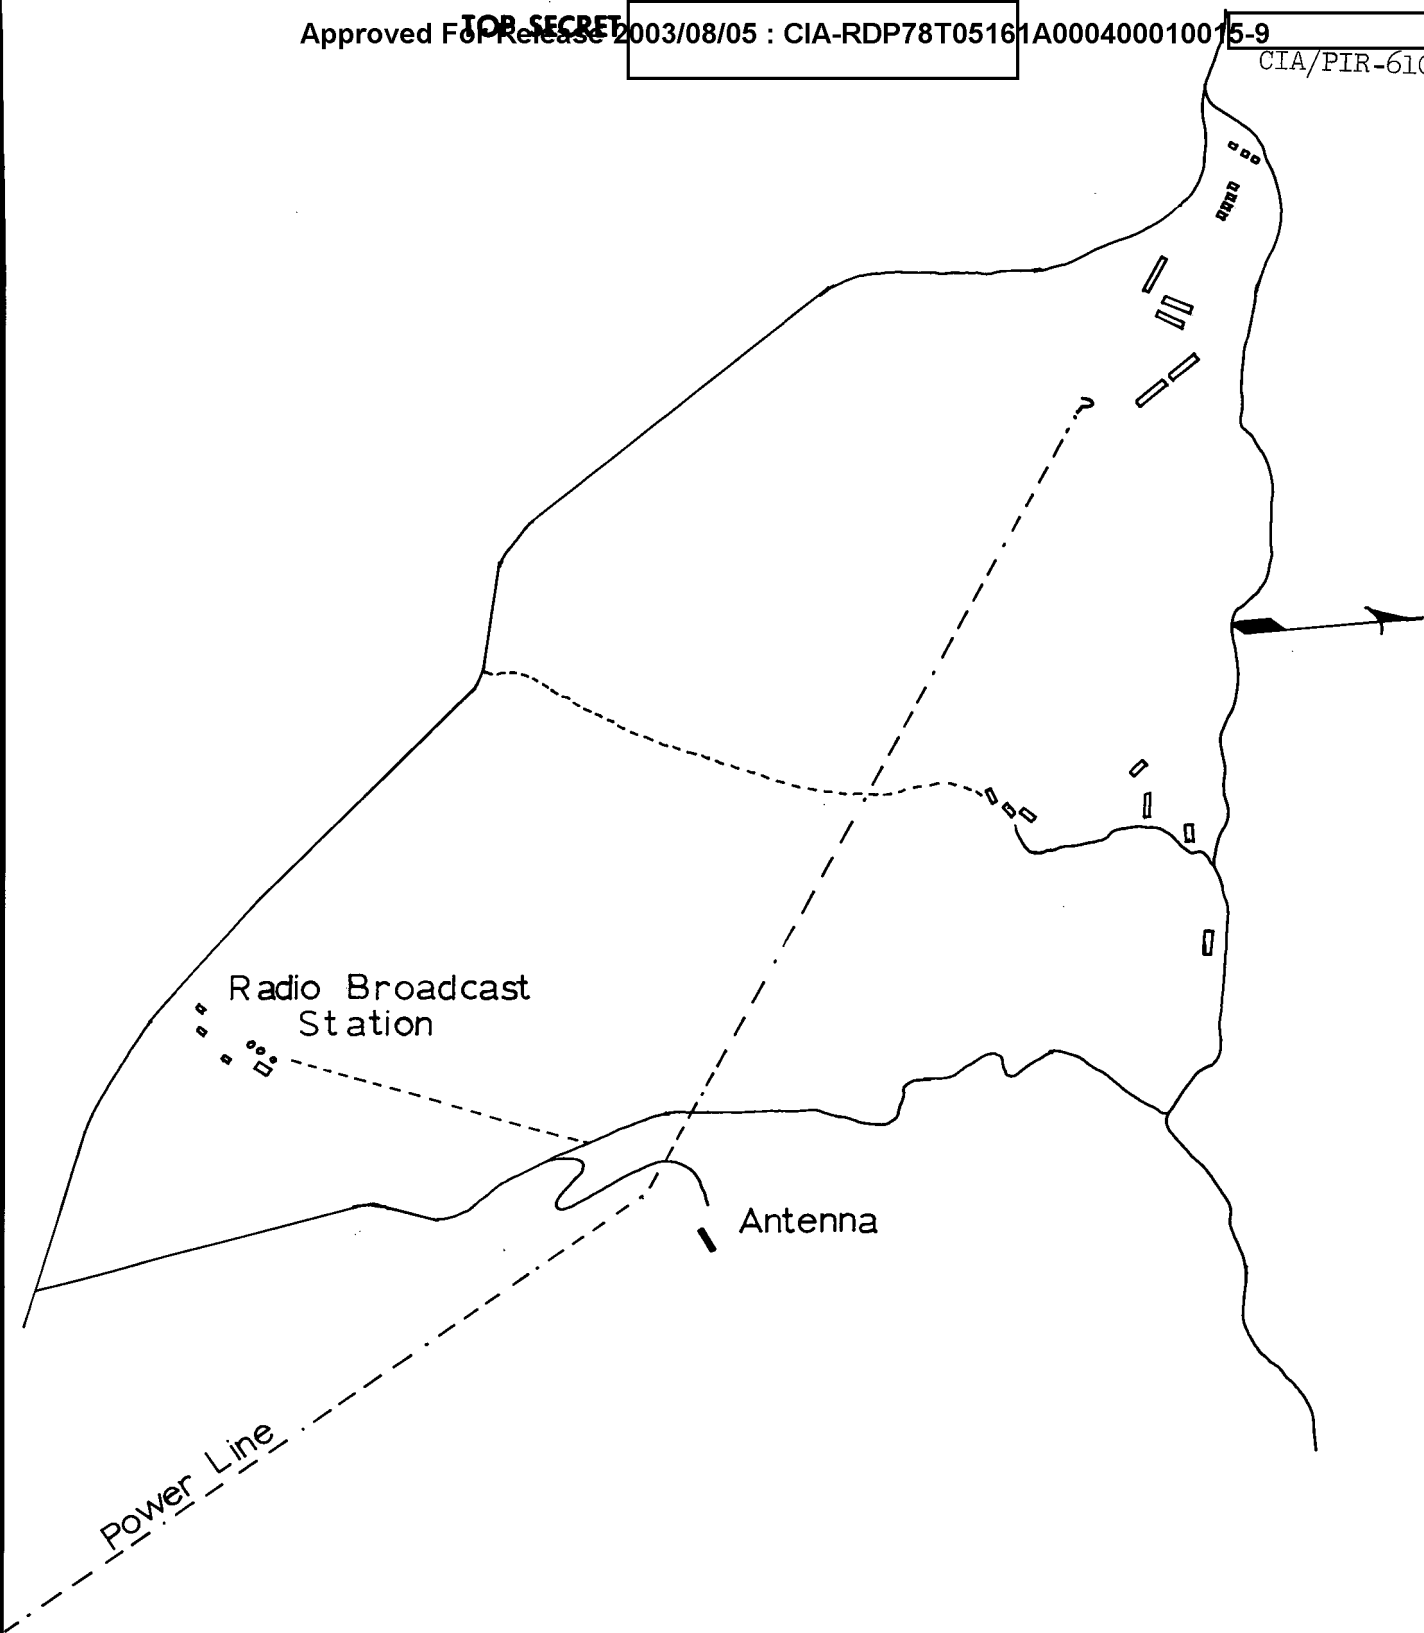 TOP SECRET
Approved For Release 2003/08/05 : CIA-RDP78T05161A000400010015-9
CIA/PIR-610
?
Radio Broadcast
Station
Antenna
Power Line